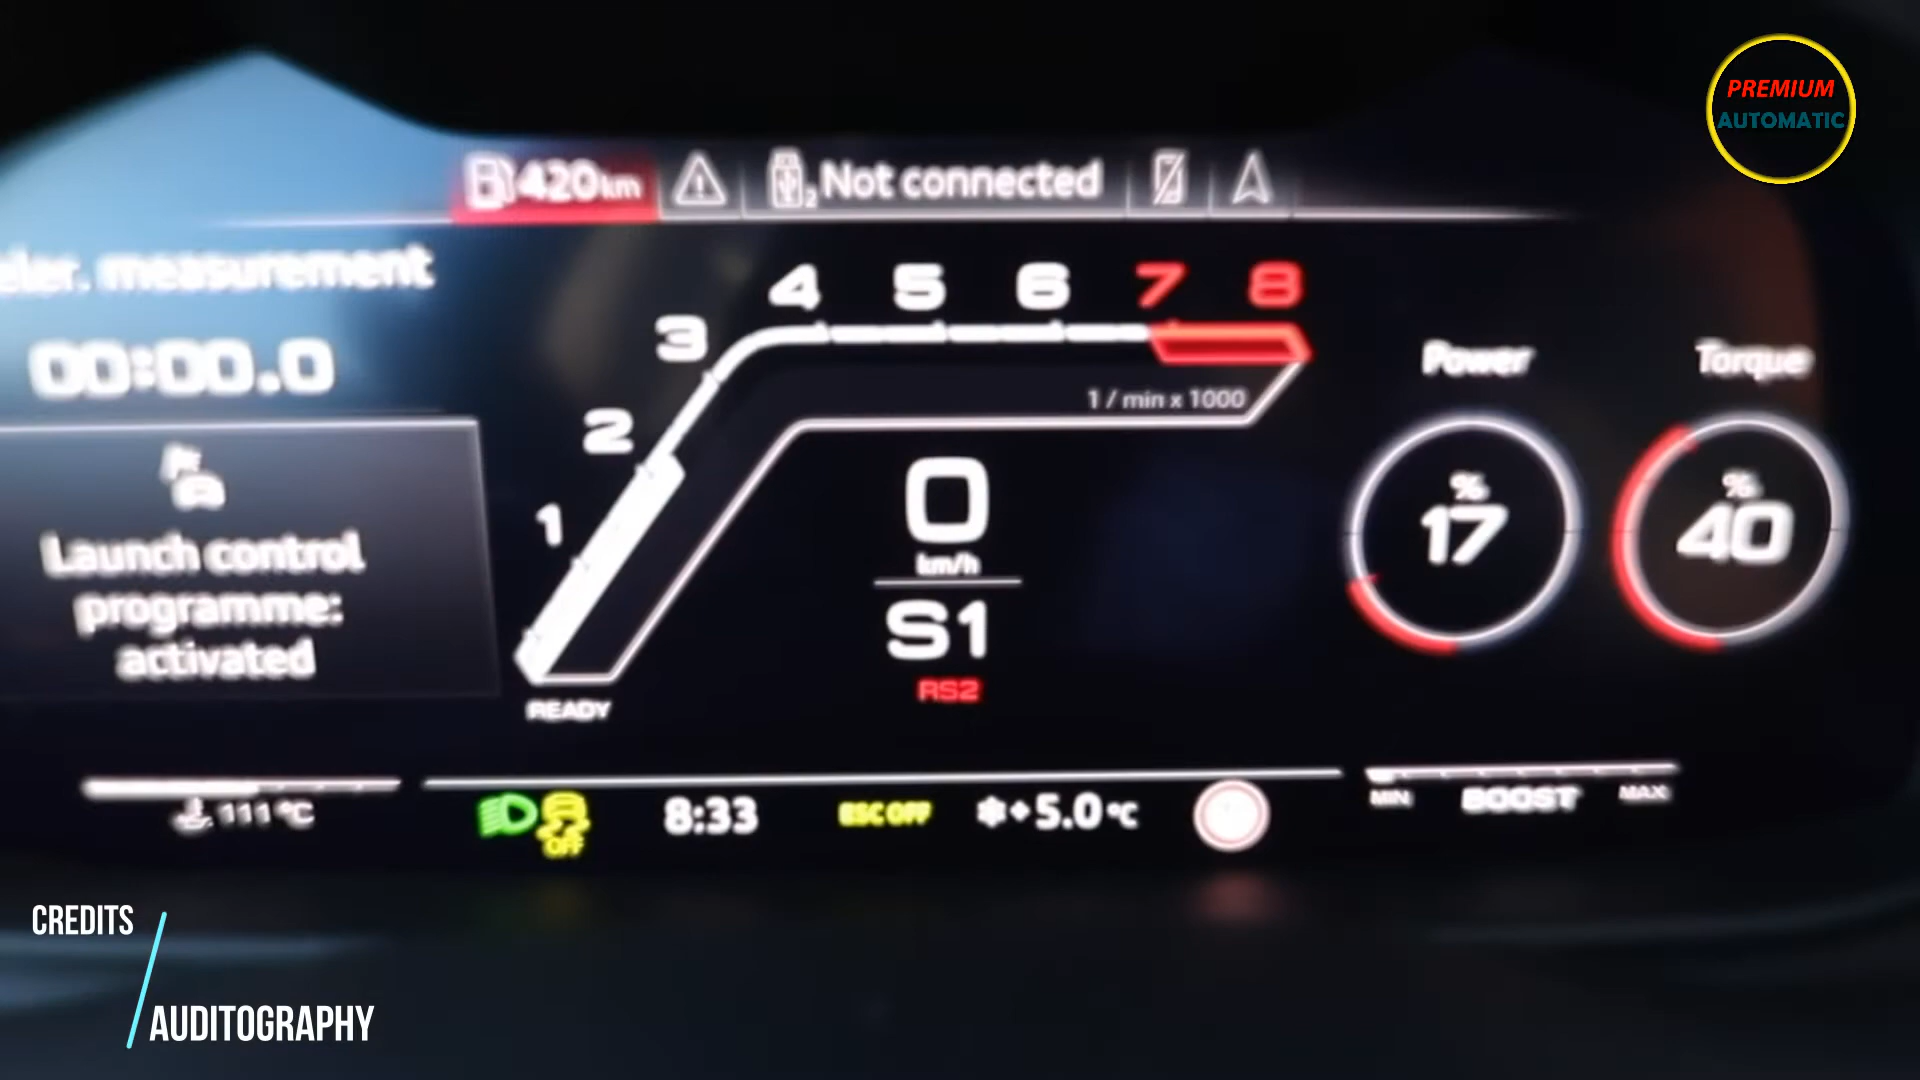 PREMIUM
AUTOMATIC
420km
2 Not connected
eler. measurement
00:00.0
Launch control
programme:
activated
1 2 3 4 5 6 7 8
1 / min x 1000
READY
0
km/h
S1
RS2
Power
%
17
Torque
%
40
111°C
OFF
8:33
ESC OFF
+5.0°C
MIN BOOST MAX
CREDITS
AUDITOGRAPHY